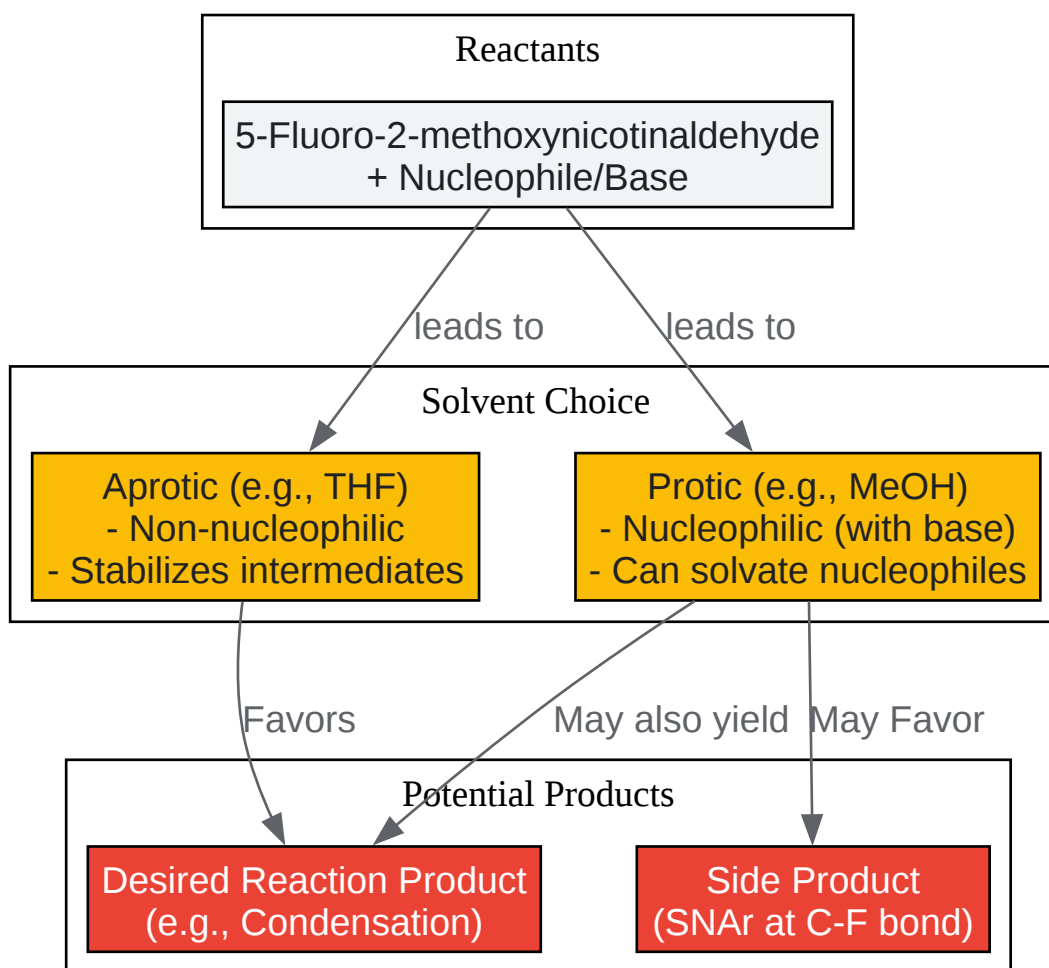 Reactants
5-Fluoro-2-methoxynicotinaldehyde
+ Nucleophile/Base
leads to
leads to
Solvent Choice
Aprotic (e.g., THF)
- Non-nucleophilic
- Stabilizes intermediates
Protic (e.g., MeOH)
- Nucleophilic (with base)
- Can solvate nucleophiles
Favors
May also yield
May Favor
Potential Products
Desired Reaction Product
(e.g., Condensation)
Side Product
(SNAr at C-F bond)